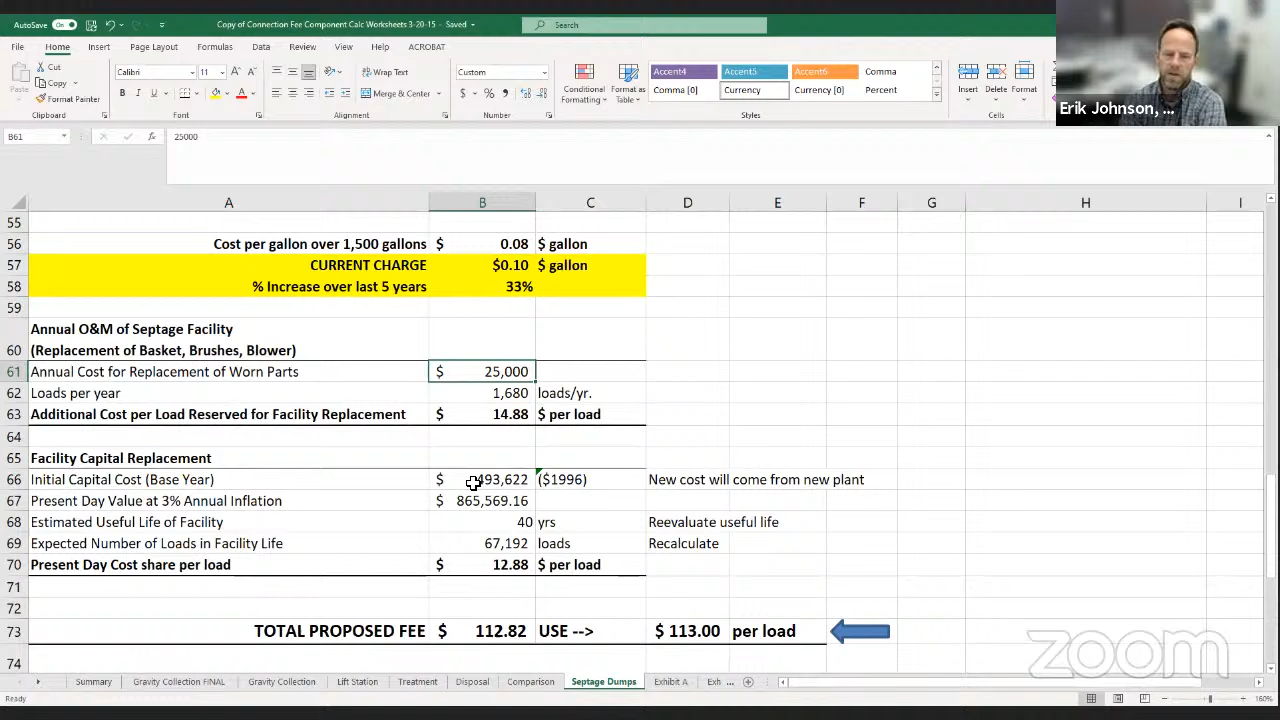 AutoSave On Copy of Connection Fee Component Calc Worksheets 3-20-15 - Saved Search
File Home Insert Page Layout Formulas Data Review View Help ACROBAT
Cut Calibri 11 Wrap Text Custom Accent4 Accent5 Accent6 Comma
Paste Copy Format Painter B I U Merge & Center $ % Conditional Formatting Format as Table Comma [0] Currency Currency [0] Percent Insert Delete Format
Clipboard Font Alignment Number Styles Cells
Erik Johnson, ...
B61 fx 25000
A B C D E F G H I
55
56 Cost per gallon over 1,500 gallons $ 0.08 $ gallon
57 CURRENT CHARGE $0.10 $ gallon
58 % Increase over last 5 years 33%
59
Annual O&M of Septage Facility
60 (Replacement of Basket, Brushes, Blower)
61 Annual Cost for Replacement of Worn Parts $ 25,000
62 Loads per year 1,680 loads/yr.
63 Additional Cost per Load Reserved for Facility Replacement $ 14.88 $ per load
64
65 Facility Capital Replacement
66 Initial Capital Cost (Base Year) $ 493,622 ($1996) New cost will come from new plant
67 Present Day Value at 3% Annual Inflation $ 865,569.16
68 Estimated Useful Life of Facility 40 yrs Reevaluate useful life
69 Expected Number of Loads in Facility Life 67,192 loads Recalculate
70 Present Day Cost share per load $ 12.88 $ per load
71
72
73 TOTAL PROPOSED FEE $ 112.82 USE --> $ 113.00 per load
74
zoom
Summary Gravity Collection FINAL Gravity Collection Lift Station Treatment Disposal Comparison Septage Dumps Exhibit A Exh ...
Ready 160%